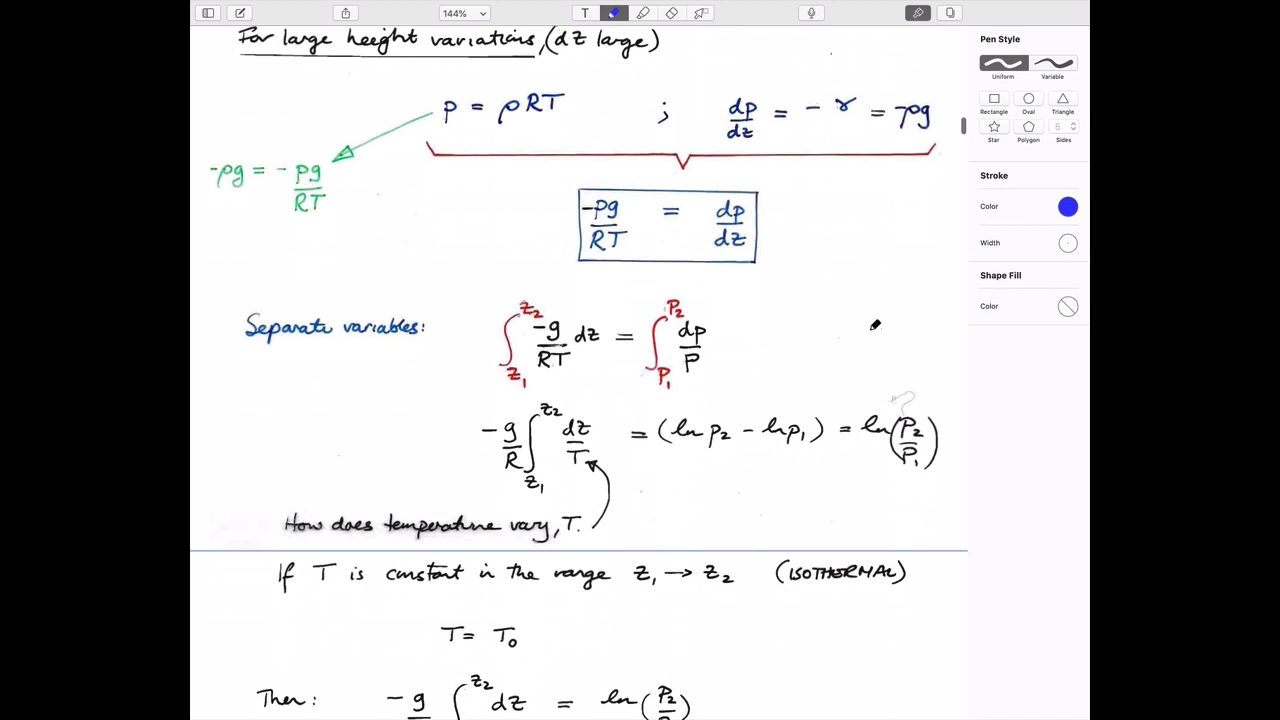 144%
T
Pen Style
Uniform Variable
Rectangle Oval Triangle
5
Star Polygon Sides
Stroke
Color
Width
Shape Fill
Color
For large height variations, (dz large)
p = ρRT ; dp/dz = -γ = -ρg
-ρg = -pg/RT
-pg/RT = dp/dz
Separate variables: ∫_{z1}^{z2} -g/RT dz = ∫_{P1}^{P2} dp/P
-g/R ∫_{z1}^{z2} dz/T = (ln p2 - ln p1) = ln(P2/P1)
How does temperature vary, T.
If T is constant in the range z1 → z2 (ISOTHERMAL)
T = T0
Then: -g ∫^{z2} dz = ln(P2/